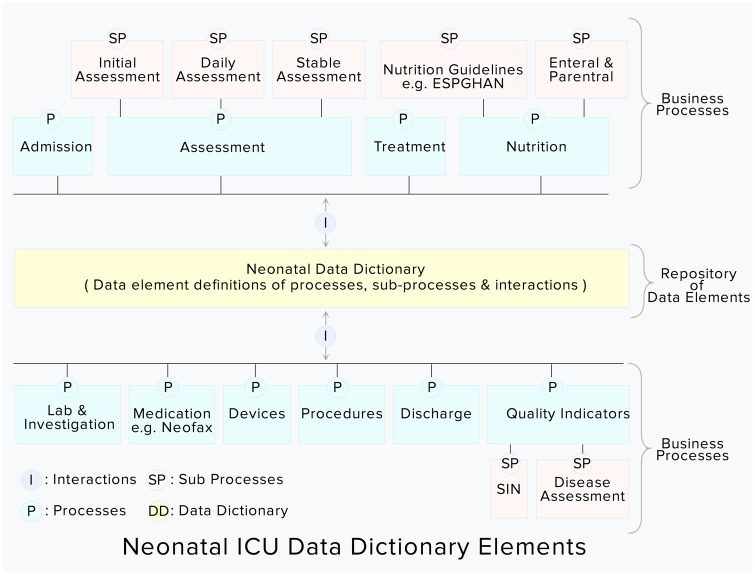 SP SP SP SP SP
Initial
Assessment
Daily
Assessment
Stable
Assessment
Nutrition Guidelines
e.g. ESPGHAN
Enteral &
Parentral
Business
Processes
P P P P
Admission
Assessment
Treatment
Nutrition
I
Neonatal Data Dictionary
( Data element definitions of processes, sub-processes & interactions )
Repository
of
Data Elements
I
P P P P P P
Lab &
Investigation
Medication
e.g. Neofax
Devices
Procedures
Discharge
Quality Indicators
Business
Processes
SP SP
SIN
Disease
Assessment
I : Interactions
SP : Sub Processes
P : Processes
DD : Data Dictionary
Neonatal ICU Data Dictionary Elements